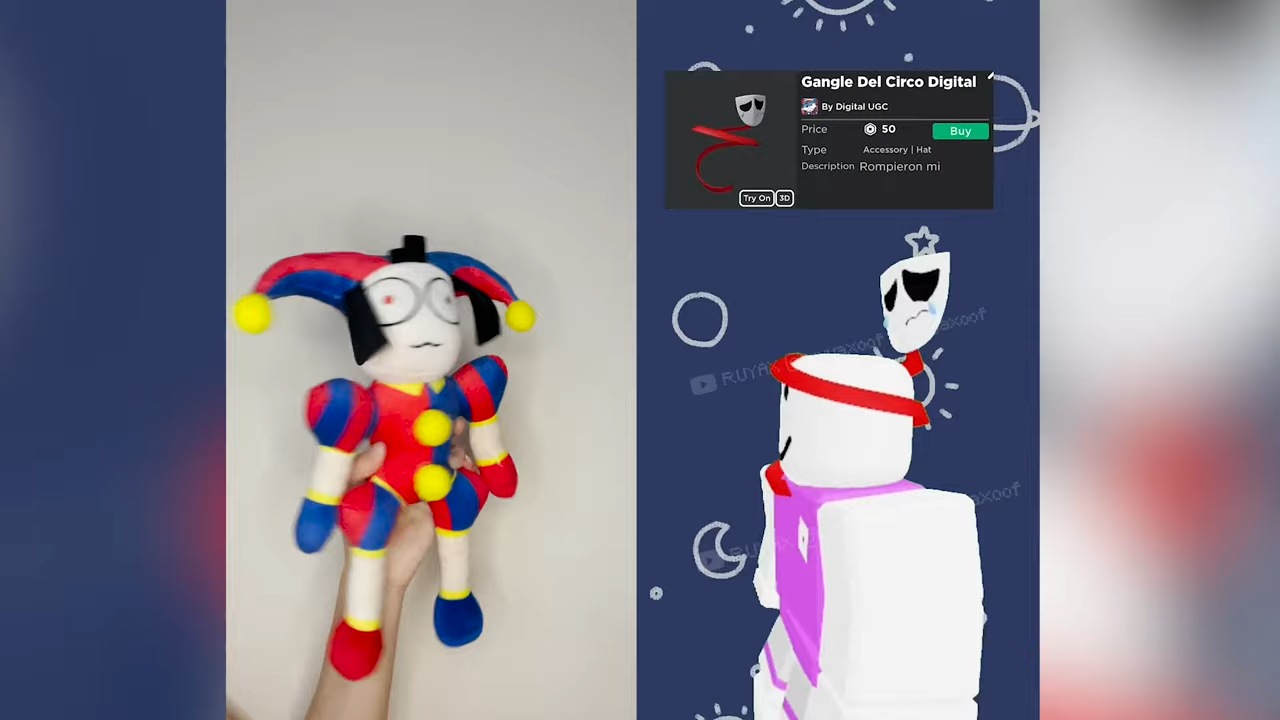 Gangle Del Circo Digital
By Digital UGC
Price 50 Buy
Type Accessory | Hat
Description Rompieron mi
Try On 3D